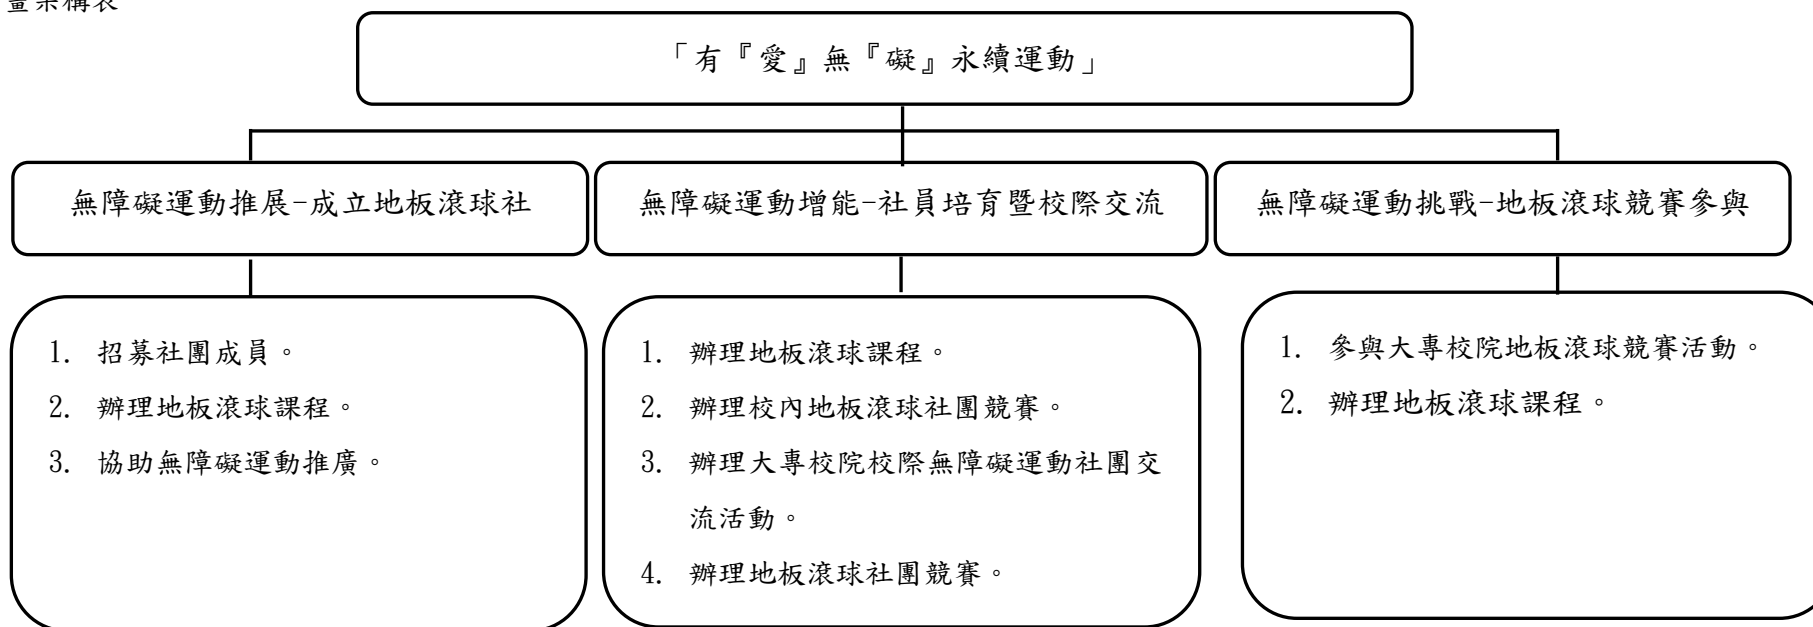 畫架構表
「有『愛』無『礙』永續運動」
無障礙運動推展-成立地板滾球社
無障礙運動增能-社員培育暨校際交流
無障礙運動挑戰-地板滾球競賽參與
1. 招募社團成員。
2. 辦理地板滾球課程。
3. 協助無障礙運動推廣。
1. 辦理地板滾球課程。
2. 辦理校內地板滾球社團競賽。
3. 辦理大專校院校際無障礙運動社團交
流活動。
4. 辦理地板滾球社團競賽。
1. 參與大專校院地板滾球競賽活動。
2. 辦理地板滾球課程。